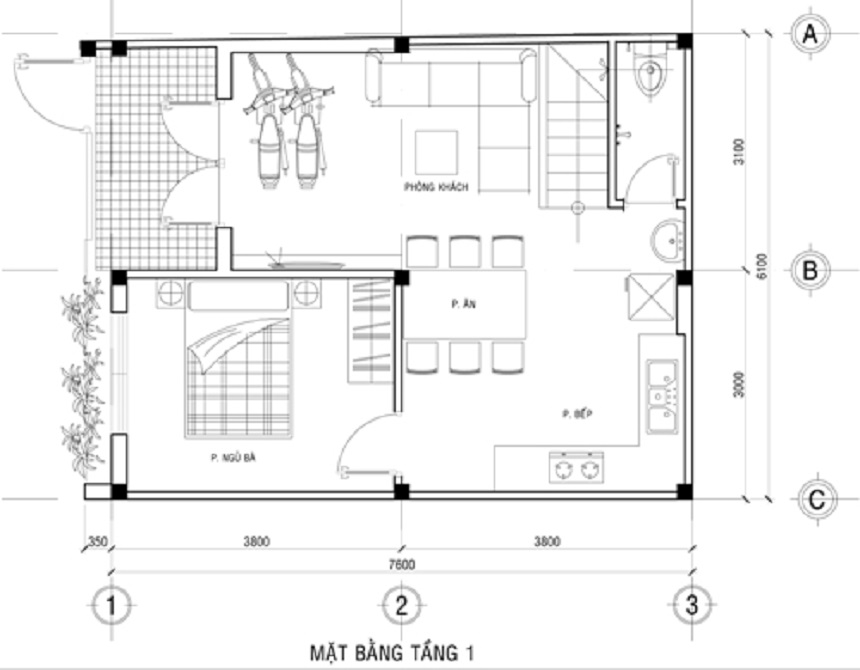 A
3100
PHÒNG KHÁCH
B
6100
P. ĂN
3000
P. BẾP
P. NGỦ BÀ
C
350
3800
3800
7600
1
2
3
MẶT BẰNG TẦNG 1